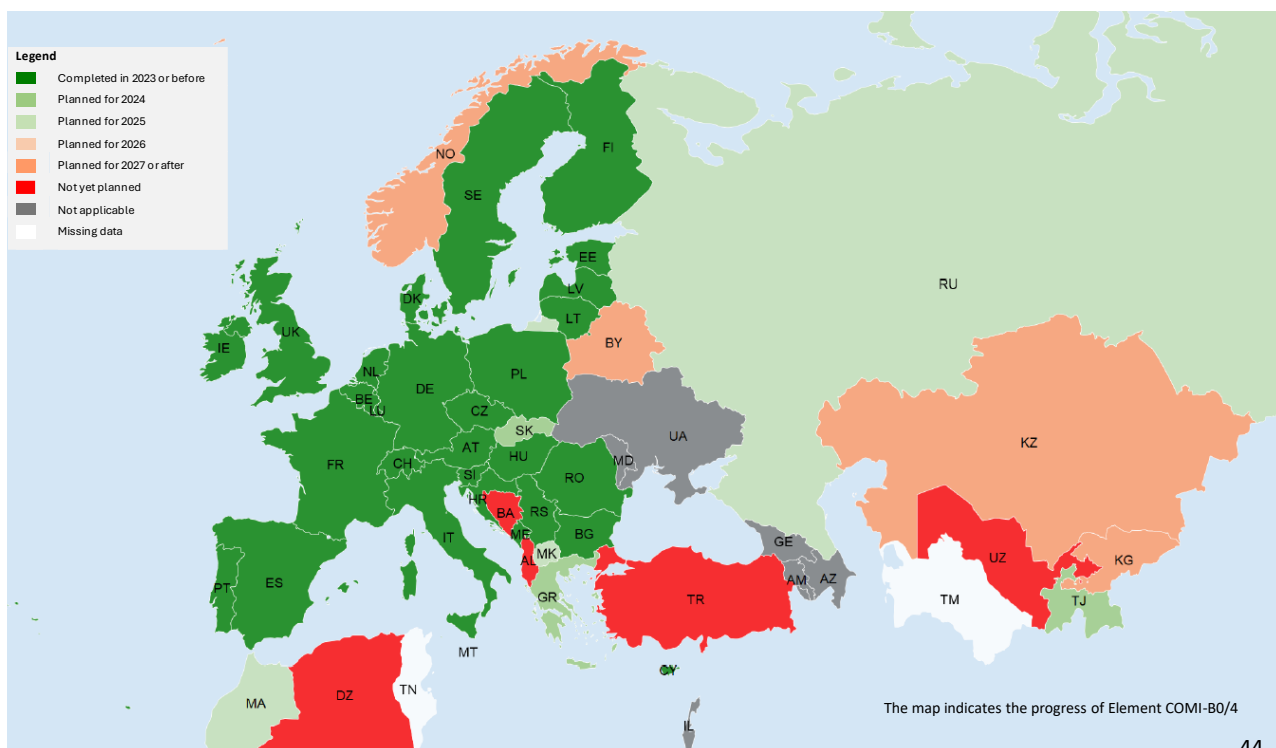 Legend
Completed in 2023 or before
Planned for 2024
Planned for 2025
Planned for 2026
Planned for 2027 or after
Not yet planned
Not applicable
Missing data
NO
FI
SE
EE
RU
LV
DK
LT
UK
BY
IE
NL
PL
DE
BE
LU
CZ
SK
UA
KZ
AT
HU
FR
CH
MD
SI
RO
HR
BA
RS
ME
BG
IT
GE
MK
AL
UZ
KG
AM
AZ
PT
ES
GR
TR
TM
TJ
MT
CY
TN
DZ
MA
IL
The map indicates the progress of Element COMI-B0/4
44